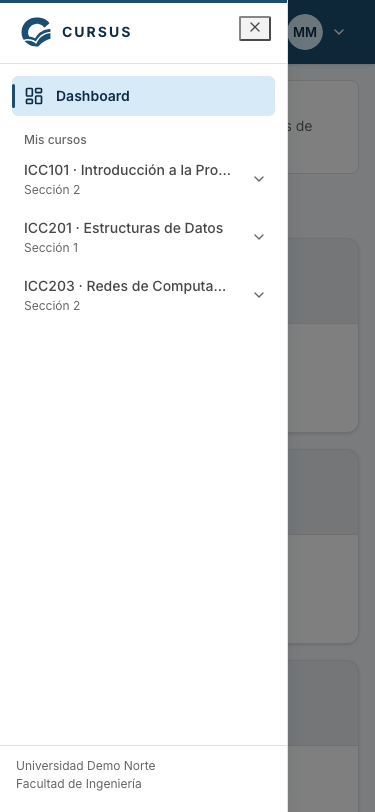 CURSUS
MM
Dashboard
s de
Mis cursos
ICC101 · Introducción a la Pro...
Sección 2
ICC201 · Estructuras de Datos
Sección 1
ICC203 · Redes de Computa...
Sección 2
Universidad Demo Norte
Facultad de Ingeniería